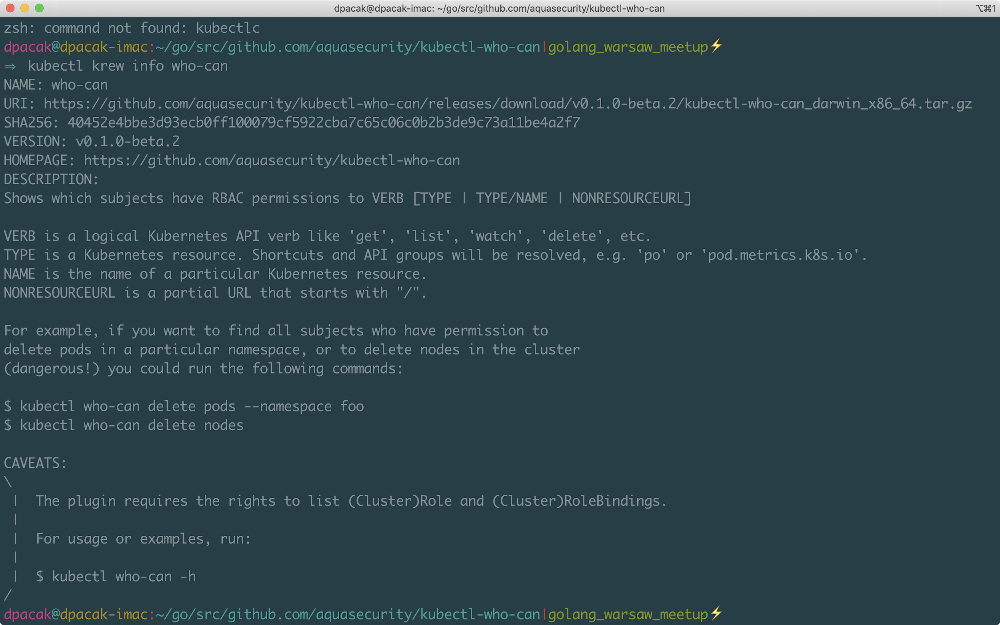 dpacak@dpacak-imac: ~/go/src/github.com/aquasecurity/kubectl-who-can ⌥⌘1
zsh: command not found: kubectlc
dpacak@dpacak-imac:~/go/src/github.com/aquasecurity/kubectl-who-can|golang_warsaw_meetup⚡
⇒ kubectl krew info who-can
NAME: who-can
URI: https://github.com/aquasecurity/kubectl-who-can/releases/download/v0.1.0-beta.2/kubectl-who-can_darwin_x86_64.tar.gz
SHA256: 40452e4bbe3d93ecb0ff100079cf5922cba7c65c06c0b2b3de9c73a11be4a2f7
VERSION: v0.1.0-beta.2
HOMEPAGE: https://github.com/aquasecurity/kubectl-who-can
DESCRIPTION:
Shows which subjects have RBAC permissions to VERB [TYPE | TYPE/NAME | NONRESOURCEURL]

VERB is a logical Kubernetes API verb like 'get', 'list', 'watch', 'delete', etc.
TYPE is a Kubernetes resource. Shortcuts and API groups will be resolved, e.g. 'po' or 'pod.metrics.k8s.io'.
NAME is the name of a particular Kubernetes resource.
NONRESOURCEURL is a partial URL that starts with "/".

For example, if you want to find all subjects who have permission to
delete pods in a particular namespace, or to delete nodes in the cluster
(dangerous!) you could run the following commands:

$ kubectl who-can delete pods --namespace foo
$ kubectl who-can delete nodes

CAVEATS:
\
 |  The plugin requires the rights to list (Cluster)Role and (Cluster)RoleBindings.
 |
 |  For usage or examples, run:
 |
 |  $ kubectl who-can -h
/
dpacak@dpacak-imac:~/go/src/github.com/aquasecurity/kubectl-who-can|golang_warsaw_meetup⚡